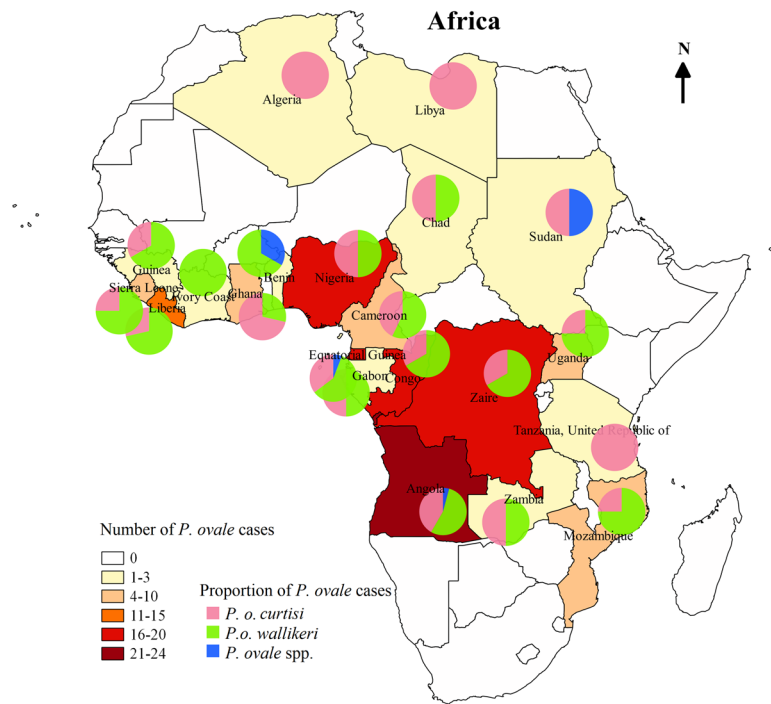 Africa
N
Algeria
Libya
Chad
Sudan
Guinea
Benin
Nigeria
Sierra Leone
Ivory Coast
Ghana
Liberia
Cameroon
Equatorial Guinea
Uganda
Gabon
Congo
Zaire
Tanzania, United Republic of
Angola
Zambia
Mozambique
Number of P. ovale cases
0
1-3
4-10
11-15
16-20
21-24
Proportion of P. ovale cases
P. o. curtisi
P.o. wallikeri
P. ovale spp.